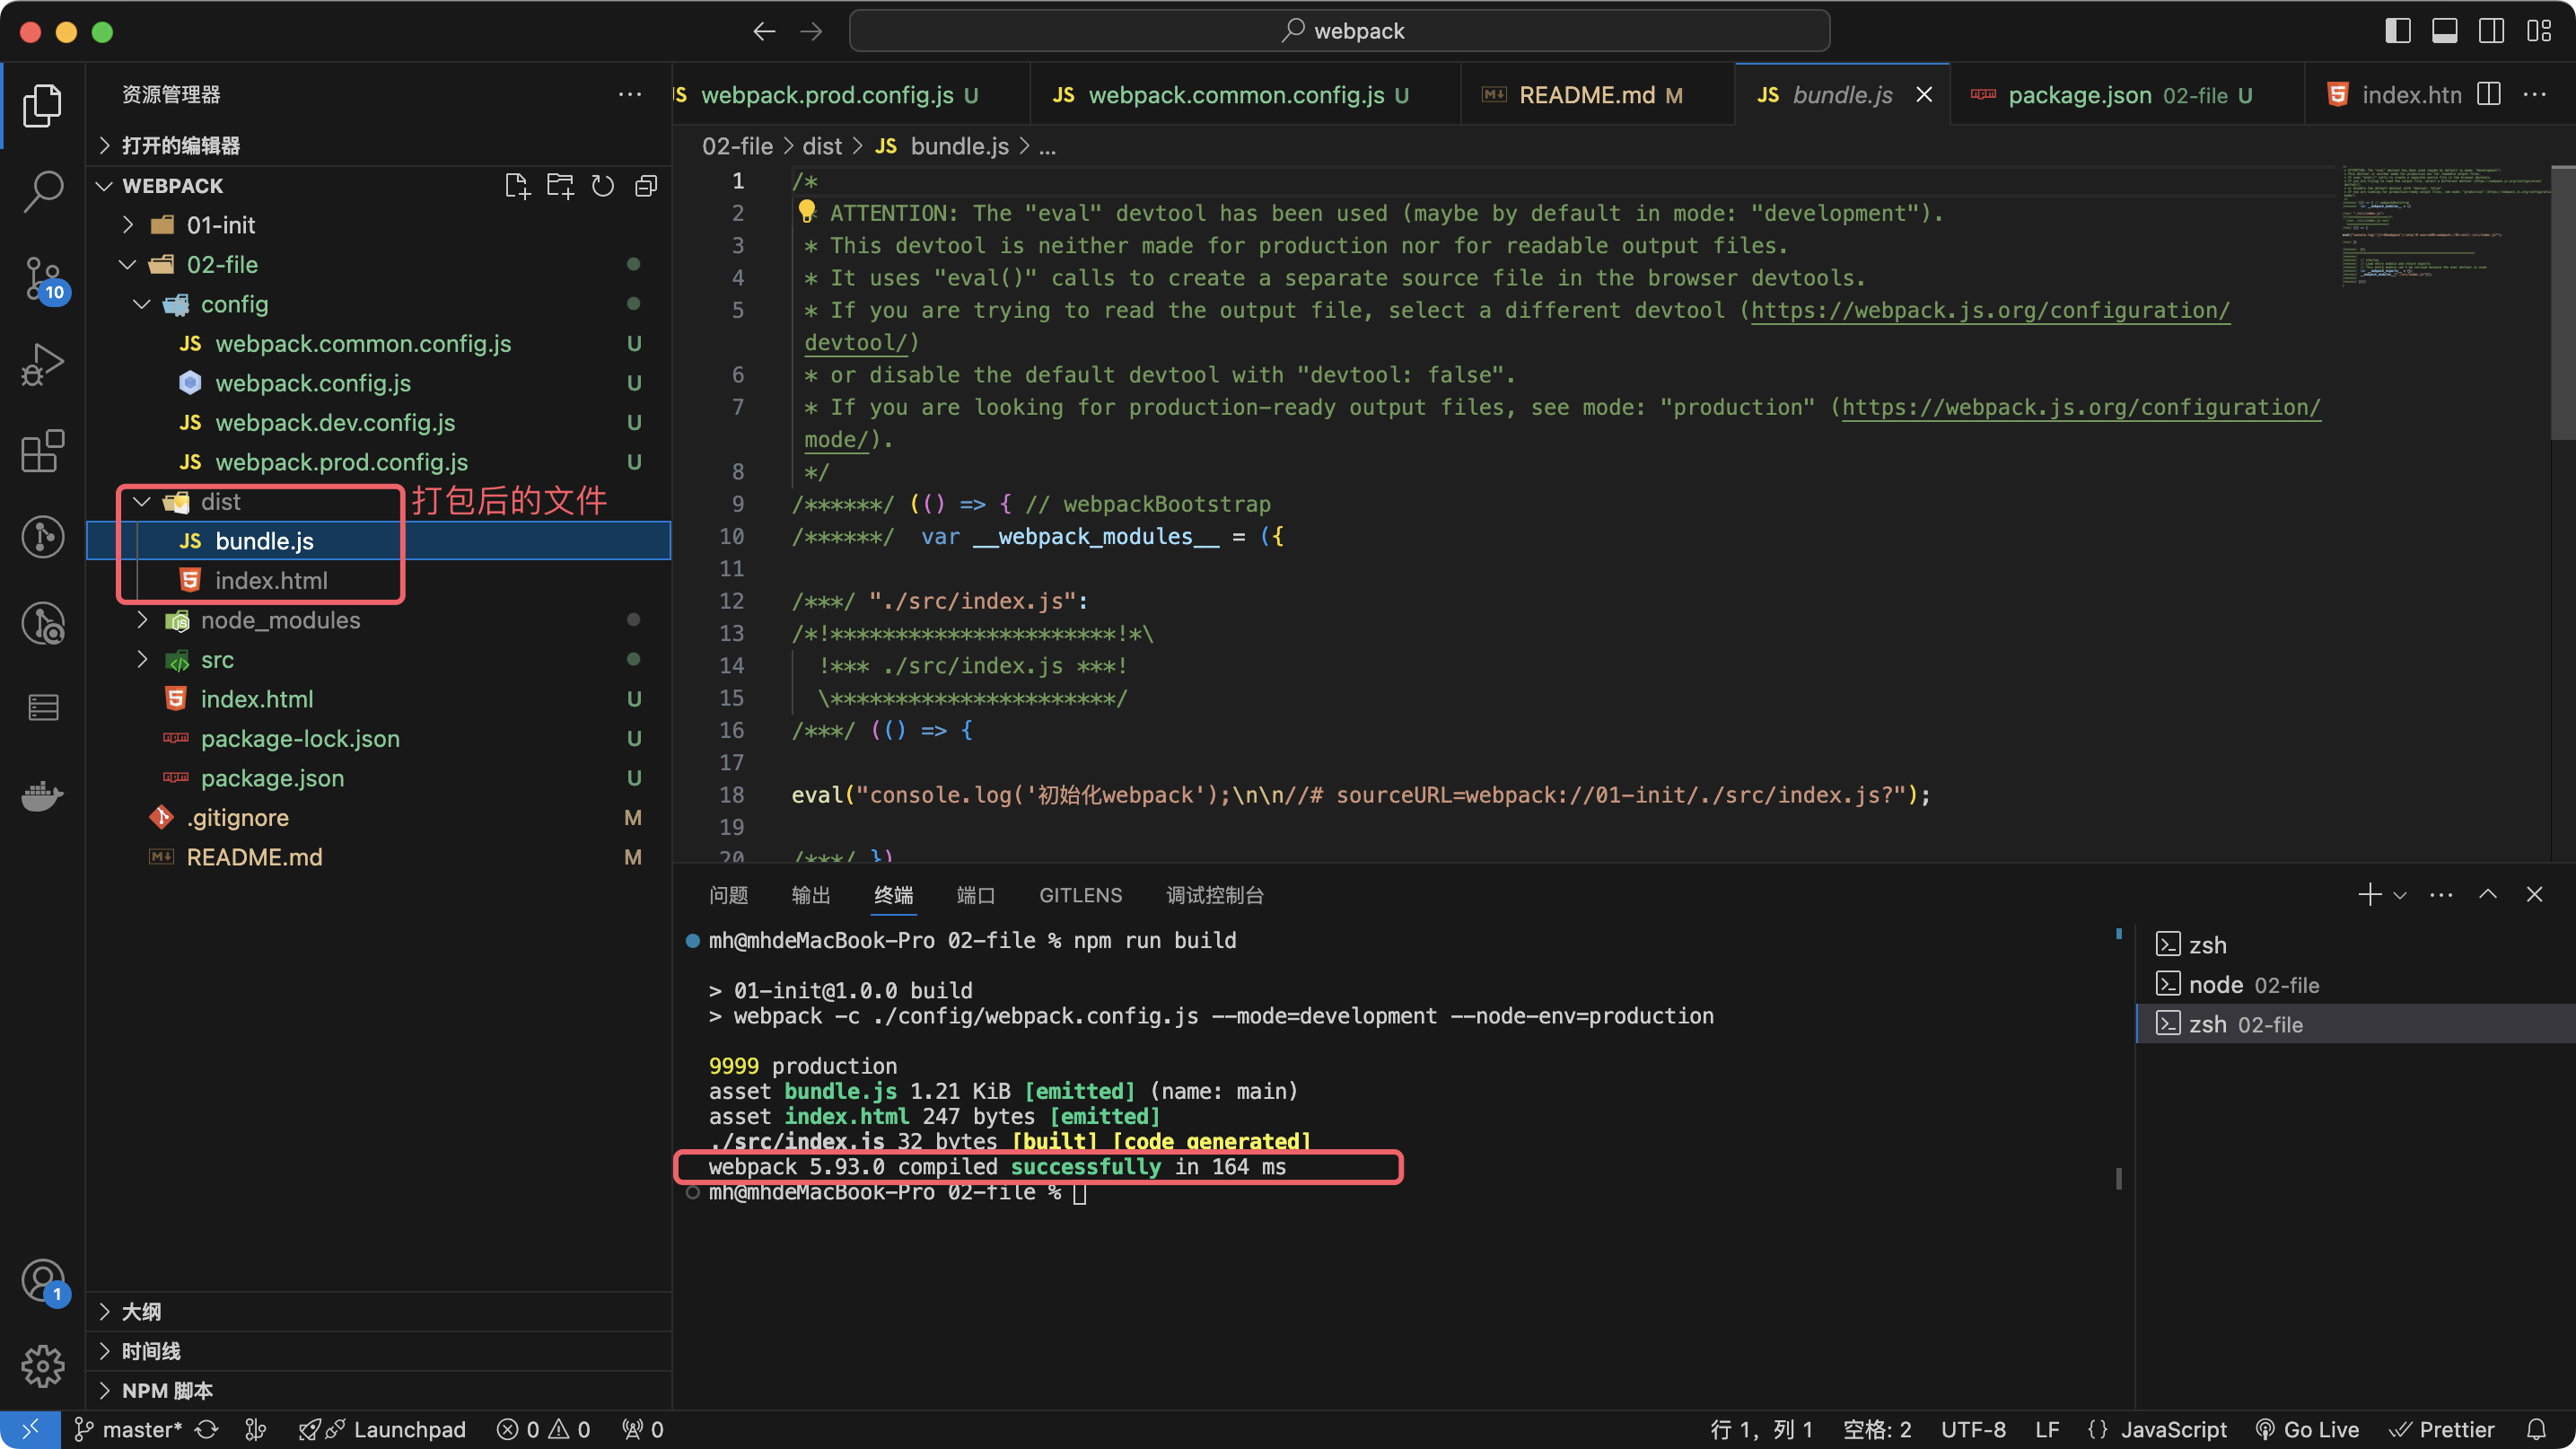 webpack
资源管理器
打开的编辑器
WEBPACK
01-init
02-file
config
webpack.common.config.js U
webpack.config.js U
webpack.dev.config.js U
webpack.prod.config.js U
dist
打包后的文件
bundle.js
index.html
node_modules
src
index.html U
package-lock.json U
package.json U
.gitignore M
README.md M
大纲
时间线
NPM 脚本
10
1
JS webpack.prod.config.js U
JS webpack.common.config.js U
README.md M
JS bundle.js
package.json 02-file U
index.htn
02-file > dist > JS bundle.js > ...
1 /*
2 * ATTENTION: The "eval" devtool has been used (maybe by default in mode: "development").
3 * This devtool is neither made for production nor for readable output files.
4 * It uses "eval()" calls to create a separate source file in the browser devtools.
5 * If you are trying to read the output file, select a different devtool (https://webpack.js.org/configuration/
devtool/)
6 * or disable the default devtool with "devtool: false".
7 * If you are looking for production-ready output files, see mode: "production" (https://webpack.js.org/configuration/
mode/).
8 */
9 /******/ (() => { // webpackBootstrap
10 /******/ var __webpack_modules__ = ({
11
12 /***/ "./src/index.js":
13 /*!**********************!*\
14 !*** ./src/index.js ***!
15 \**********************/
16 /***/ (() => {
17
18 eval("console.log('初始化webpack');\n\n//# sourceURL=webpack://01-init/./src/index.js?");
19
20 /***/ })
问题 输出 终端 端口 GITLENS 调试控制台
mh@mhdeMacBook-Pro 02-file % npm run build
> 01-init@1.0.0 build
> webpack -c ./config/webpack.config.js --mode=development --node-env=production
9999 production
asset bundle.js 1.21 KiB [emitted] (name: main)
asset index.html 247 bytes [emitted]
./src/index.js 32 bytes [built] [code generated]
webpack 5.93.0 compiled successfully in 164 ms
mh@mhdeMacBook-Pro 02-file %
zsh
node 02-file
zsh 02-file
master* Launchpad 0 0 0 行 1, 列 1 空格: 2 UTF-8 LF {} JavaScript Go Live Prettier